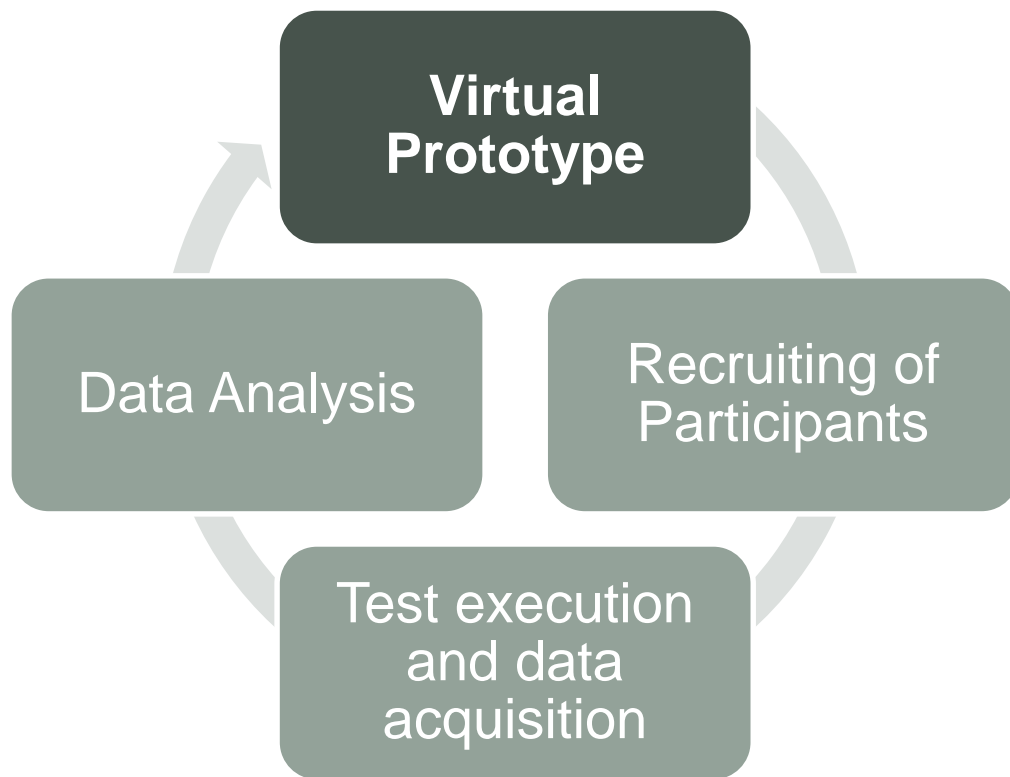 Virtual
Prototype
Recruiting of
Participants
Test execution
and data
acquisition
Data Analysis